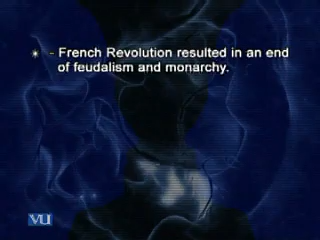 - French Revolution resulted in an end
of feudalism and monarchy.
VU